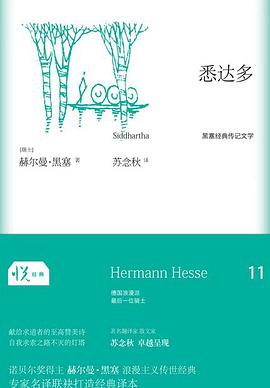 悉达多
Siddhartha
黑塞经典传记文学
[瑞士]
赫尔曼·黑塞 著
苏念秋 译
悦经典
Hermann Hesse
11
德国浪漫派
最后一位骑士
献给求道者的至高赞美诗
自我求索之路不灭的灯塔
著名翻译家 散文家
苏念秋 卓越呈现
诺贝尔奖得主 赫尔曼·黑塞 浪漫主义传世经典
专家名译联袂打造经典译本